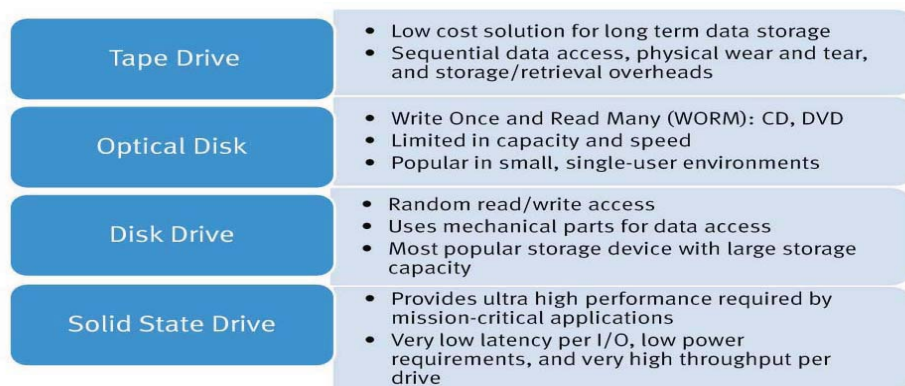 Tape Drive
• Low cost solution for long term data storage
• Sequential data access, physical wear and tear,
and storage/retrieval overheads
Optical Disk
• Write Once and Read Many (WORM): CD, DVD
• Limited in capacity and speed
• Popular in small, single-user environments
Disk Drive
• Random read/write access
• Uses mechanical parts for data access
• Most popular storage device with large storage
capacity
Solid State Drive
• Provides ultra high performance required by
mission-critical applications
• Very low latency per I/O, low power
requirements, and very high throughput per
drive